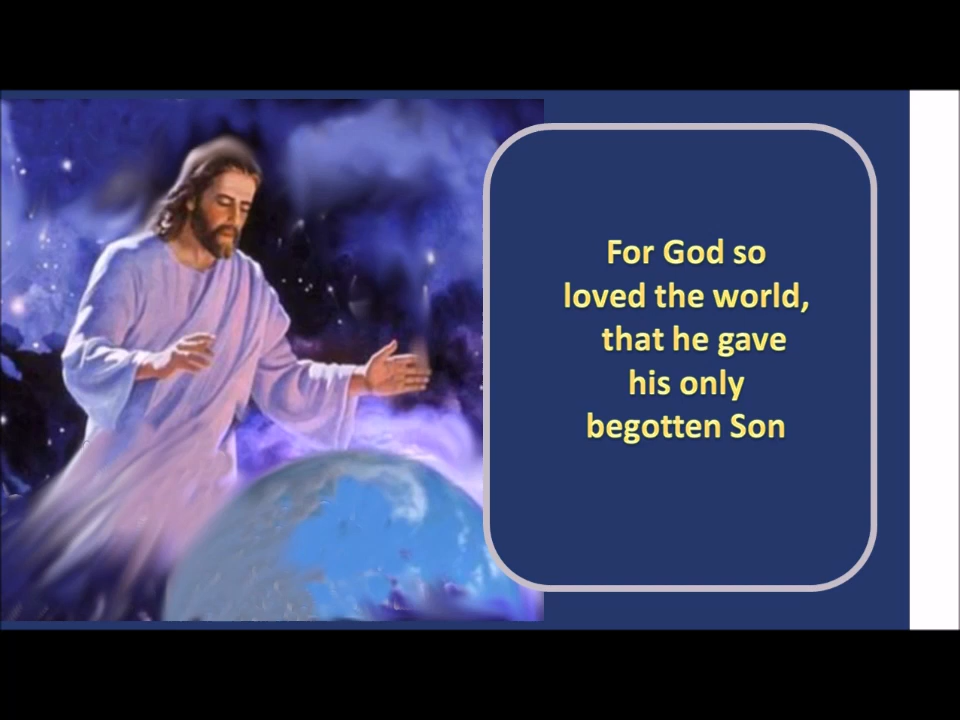 For God so
loved the world,
that he gave
his only
begotten Son